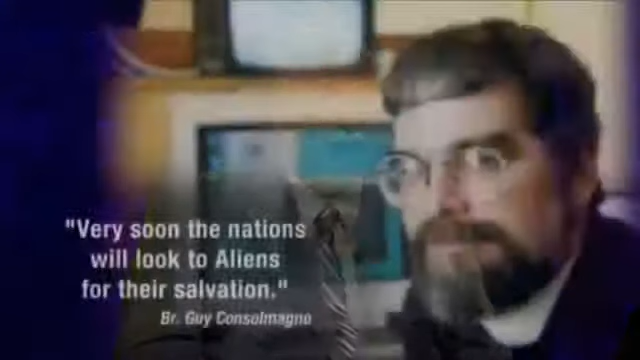 "Very soon the nations
will look to Aliens
for their salvation."
Br. Guy Consolmagno